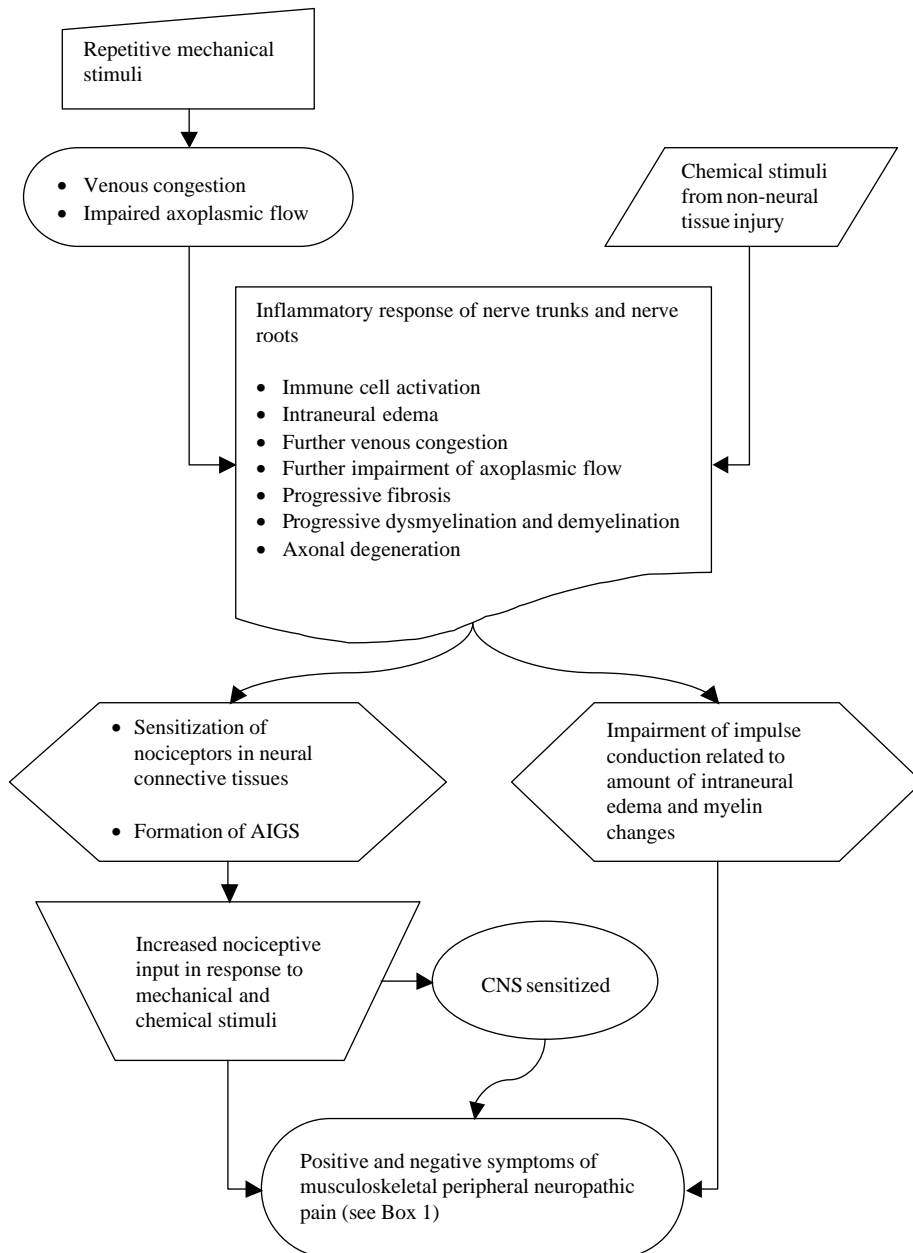 Repetitive mechanical
stimuli
• Venous congestion
• Impaired axoplasmic flow
Chemical stimuli
from non-neural
tissue injury
Inflammatory response of nerve trunks and nerve
roots
• Immune cell activation
• Intraneural edema
• Further venous congestion
• Further impairment of axoplasmic flow
• Progressive fibrosis
• Progressive dysmyelination and demyelination
• Axonal degeneration
• Sensitization of
nociceptors in neural
connective tissues
• Formation of AIGS
Impairment of impulse
conduction related to
amount of intraneural
edema and myelin
changes
Increased nociceptive
input in response to
mechanical and
chemical stimuli
CNS sensitized
Positive and negative symptoms of
musculoskeletal peripheral neuropathic
pain (see Box 1)